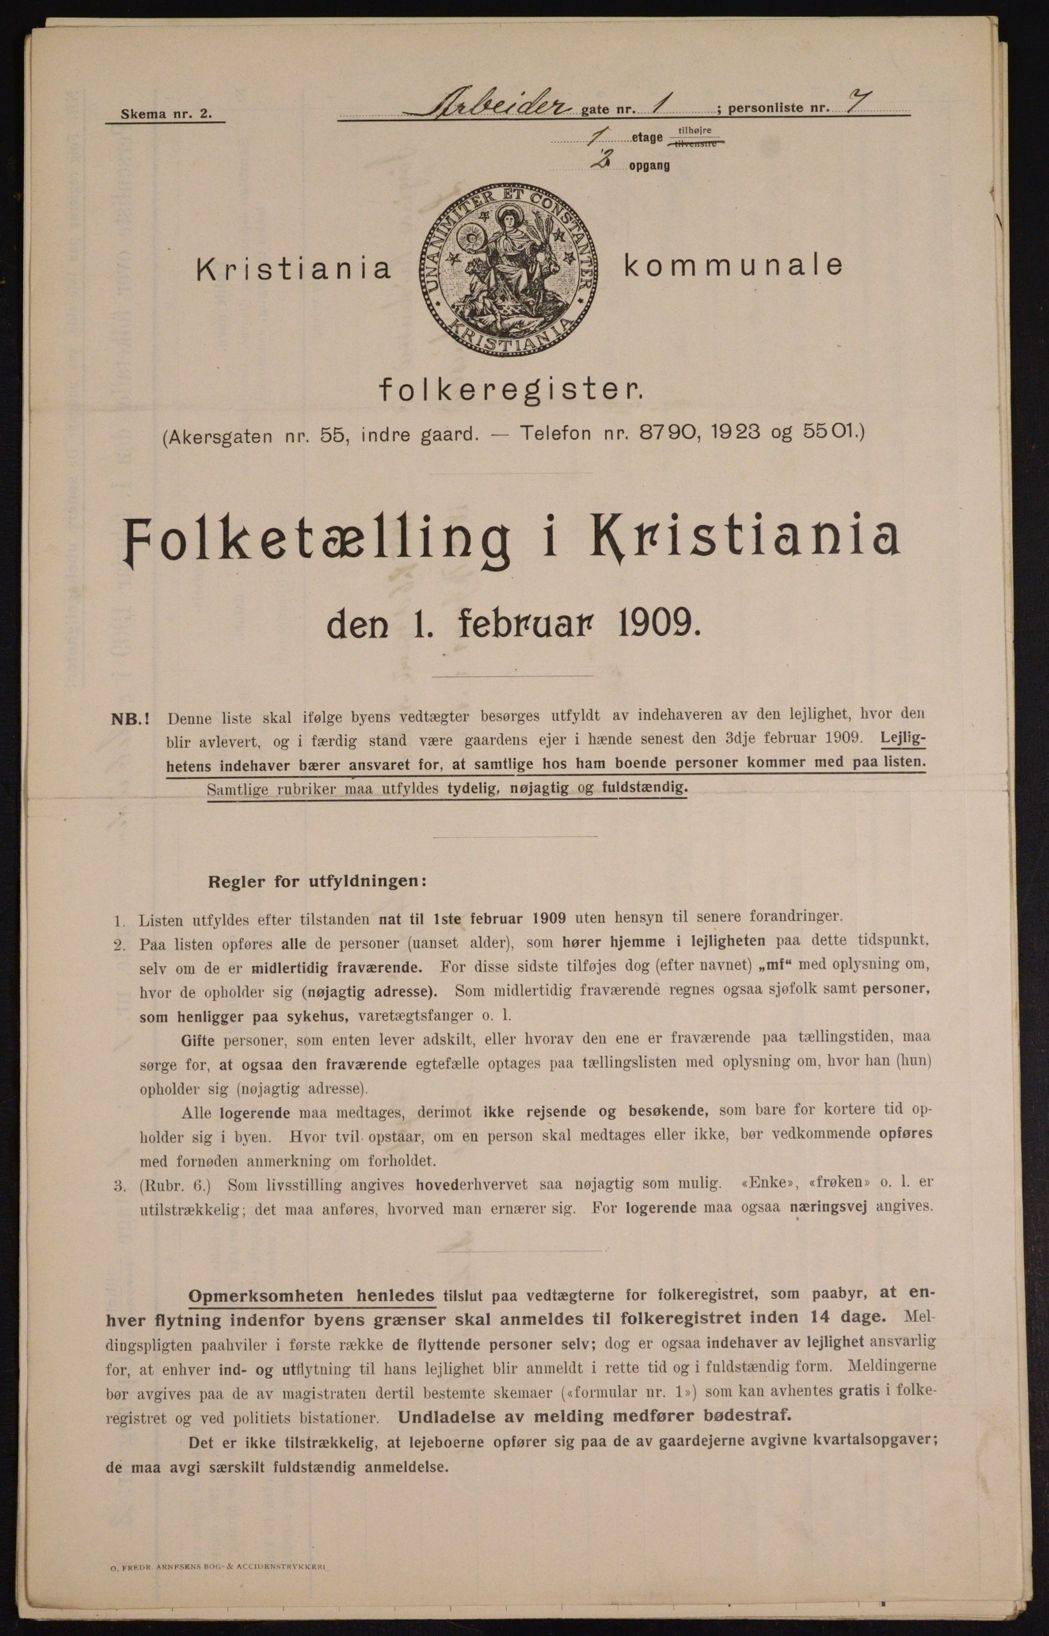 Skema nr. 2.
Arbeider gate nr. 1 ; personliste nr. 7
1 etage tilhøjre tilvenstre
2 opgang
UNANIMITER ET CONSTANTER
KRISTIANIA
Kristiania kommunale
folkeregister.
(Akersgaten nr. 55, indre gaard. — Telefon nr. 8790, 1923 og 5501.)
Folketælling i Kristiania
den 1. februar 1909.
NB.! Denne liste skal ifølge byens vedtægter besørges utfyldt av indehaveren av den lejlighet, hvor den
blir avlevert, og i færdig stand være gaardens ejer i hænde senest den 3dje februar 1909. Lejlig-
hetens indehaver bærer ansvaret for, at samtlige hos ham boende personer kommer med paa listen.
Samtlige rubriker maa utfyldes tydelig, nøjagtig og fuldstændig.
Regler for utfyldningen:
1. Listen utfyldes efter tilstanden nat til 1ste februar 1909 uten hensyn til senere forandringer.
2. Paa listen opføres alle de personer (uanset alder), som hører hjemme i lejligheten paa dette tidspunkt,
selv om de er midlertidig fraværende. For disse sidste tilføjes dog (efter navnet) „mf“ med oplysning om,
hvor de opholder sig (nøjagtig adresse). Som midlertidig fraværende regnes ogsaa sjøfolk samt personer,
som henligger paa sykehus, varetægtsfanger o. l.
Gifte personer, som enten lever adskilt, eller hvorav den ene er fraværende paa tællingstiden, maa
sørge for, at ogsaa den fraværende egtefælle optages paa tællingslisten med oplysning om, hvor han (hun)
opholder sig (nøjagtig adresse).
Alle logerende maa medtages, derimot ikke rejsende og besøkende, som bare for kortere tid op-
holder sig i byen. Hvor tvil opstaar, om en person skal medtages eller ikke, bør vedkommende opføres
med fornøden anmerkning om forholdet.
3. (Rubr. 6.) Som livsstilling angives hovederhvervet saa nøjagtig som mulig. «Enke», «frøken» o. l. er
utilstrækkelig; det maa anføres, hvorved man ernærer sig. For logerende maa ogsaa næringsvej angives.
Opmerksomheten henledes tilslut paa vedtægterne for folkeregistret, som paabyr, at en-
hver flytning indenfor byens grænser skal anmeldes til folkeregistret inden 14 dage. Mel-
dingspligten paahviler i første række de flyttende personer selv; dog er ogsaa indehaver av lejlighet ansvarlig
for, at enhver ind- og utflytning til hans lejlighet blir anmeldt i rette tid og i fuldstændig form. Meldingerne
bør avgives paa de av magistraten dertil bestemte skemaer («formular nr. 1») som kan avhentes gratis i folke-
registret og ved politiets bistationer. Undladelse av melding medfører bødestraf.
Det er ikke tilstrækkelig, at lejeboerne opfører sig paa de av gaardejerne avgivne kvartalsopgaver;
de maa avgi særskilt fuldstændig anmeldelse.
O. FREDR. ARNESENS BOG- & ACCIDENSTRYKKERI